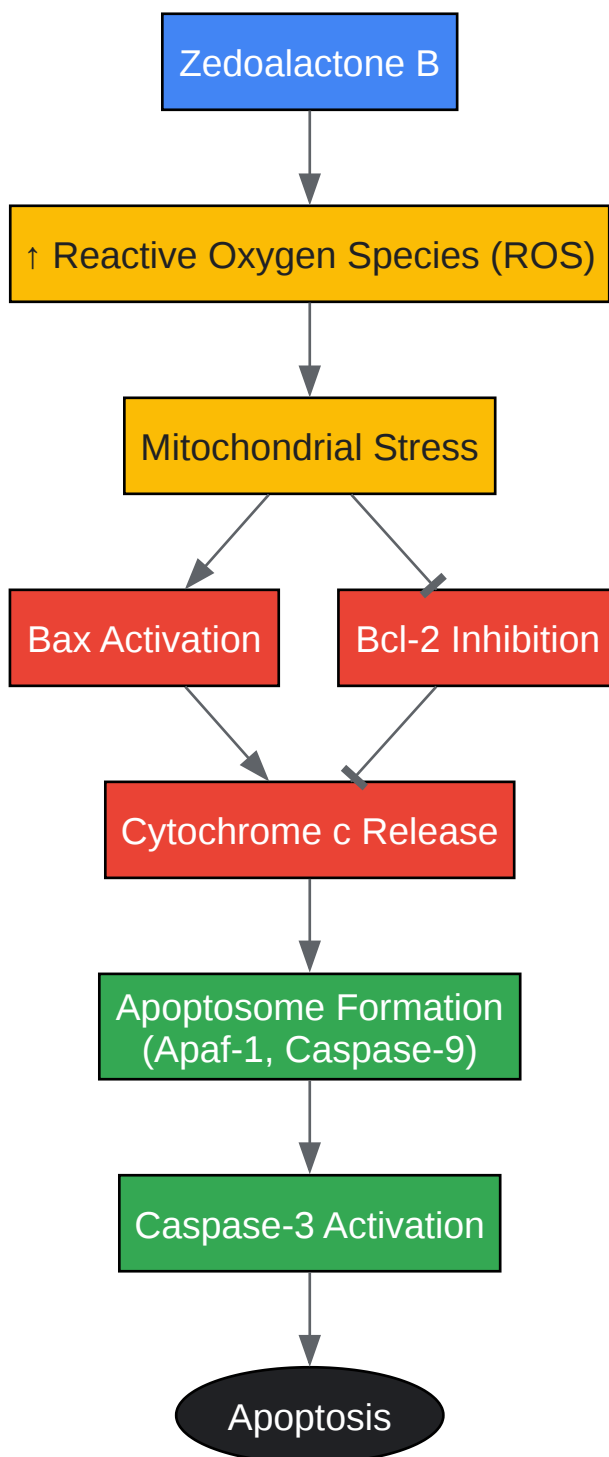 Zedoalactone B
↑ Reactive Oxygen Species (ROS)
Mitochondrial Stress
Bax Activation
Bcl-2 Inhibition
Cytochrome c Release
Apoptosome Formation
(Apaf-1, Caspase-9)
Caspase-3 Activation
Apoptosis